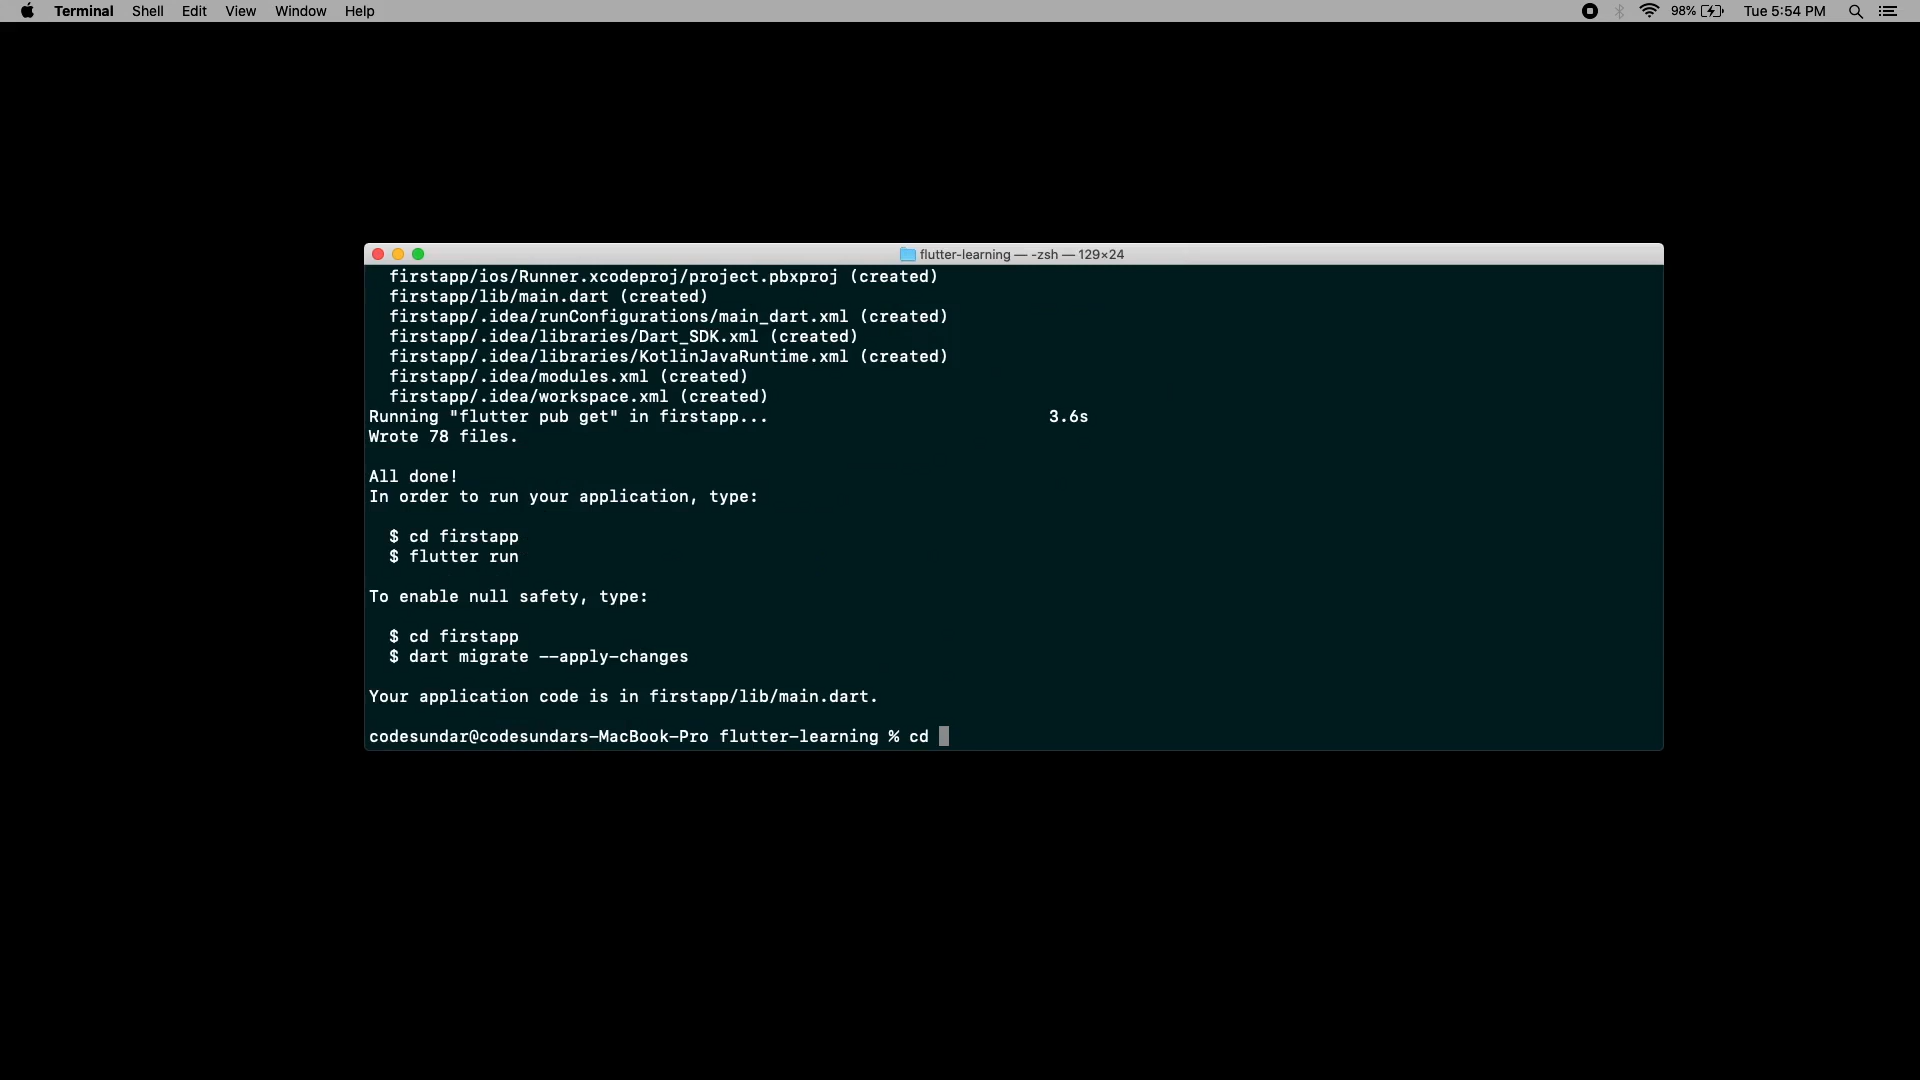 Terminal Shell Edit View Window Help 98% Tue 5:54 PM
flutter-learning — -zsh — 129×24
firstapp/ios/Runner.xcodeproj/project.pbxproj (created)
firstapp/lib/main.dart (created)
firstapp/.idea/runConfigurations/main_dart.xml (created)
firstapp/.idea/libraries/Dart_SDK.xml (created)
firstapp/.idea/libraries/KotlinJavaRuntime.xml (created)
firstapp/.idea/modules.xml (created)
firstapp/.idea/workspace.xml (created)
Running "flutter pub get" in firstapp... 3.6s
Wrote 78 files.
All done!
In order to run your application, type:
$ cd firstapp
$ flutter run
To enable null safety, type:
$ cd firstapp
$ dart migrate --apply-changes
Your application code is in firstapp/lib/main.dart.
codesundar@codesundars-MacBook-Pro flutter-learning % cd